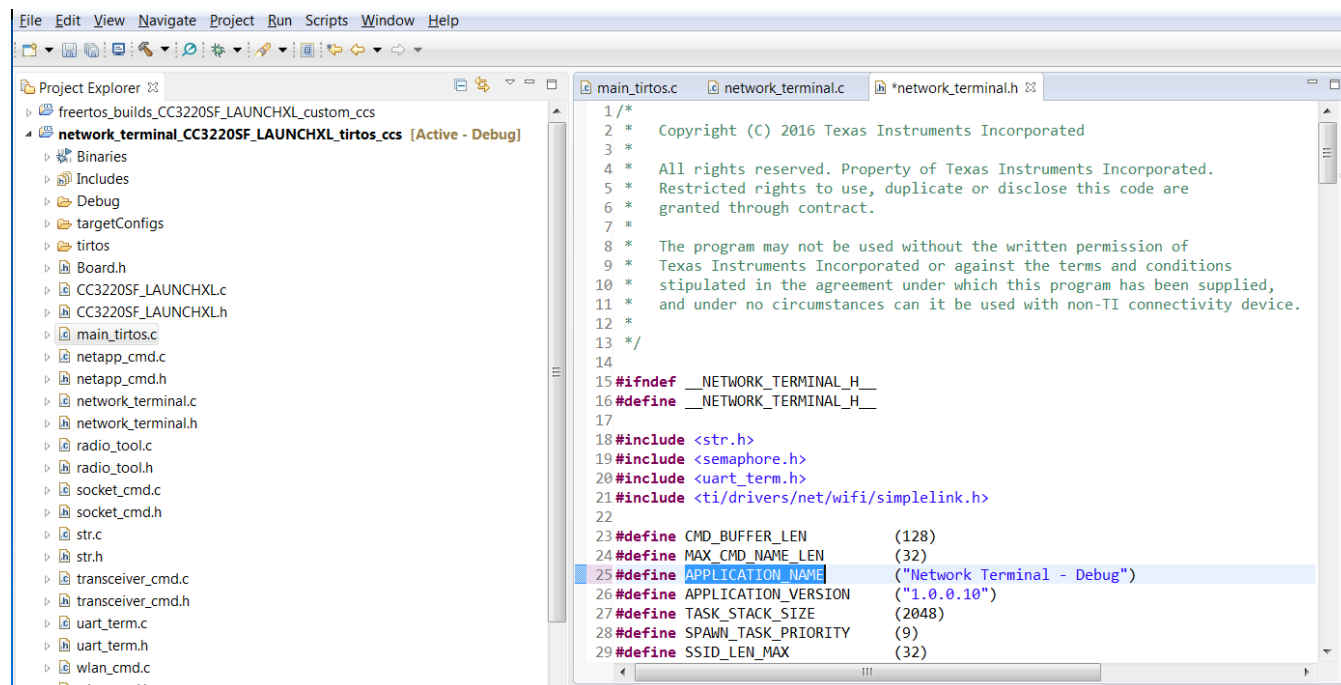 File Edit View Navigate Project Run Scripts Window Help
Project Explorer
freertos_builds_CC3220SF_LAUNCHXL_custom_ccs
network_terminal_CC3220SF_LAUNCHXL_tirtos_ccs [Active - Debug]
Binaries
Includes
Debug
targetConfigs
tirtos
Board.h
CC3220SF_LAUNCHXL.c
CC3220SF_LAUNCHXL.h
main_tirtos.c
netapp_cmd.c
netapp_cmd.h
network_terminal.c
network_terminal.h
radio_tool.c
radio_tool.h
socket_cmd.c
socket_cmd.h
str.c
str.h
transceiver_cmd.c
transceiver_cmd.h
uart_term.c
uart_term.h
wlan_cmd.c
main_tirtos.c network_terminal.c *network_terminal.h
1 /*
2 *   Copyright (C) 2016 Texas Instruments Incorporated
3 *
4 *   All rights reserved. Property of Texas Instruments Incorporated.
5 *   Restricted rights to use, duplicate or disclose this code are
6 *   granted through contract.
7 *
8 *   The program may not be used without the written permission of
9 *   Texas Instruments Incorporated or against the terms and conditions
10 *   stipulated in the agreement under which this program has been supplied,
11 *   and under no circumstances can it be used with non-TI connectivity device.
12 *
13 */
14
15 #ifndef __NETWORK_TERMINAL_H__
16 #define __NETWORK_TERMINAL_H__
17
18 #include <str.h>
19 #include <semaphore.h>
20 #include <uart_term.h>
21 #include <ti/drivers/net/wifi/simplelink.h>
22
23 #define CMD_BUFFER_LEN (128)
24 #define MAX_CMD_NAME_LEN (32)
25 #define APPLICATION_NAME ("Network Terminal - Debug")
26 #define APPLICATION_VERSION ("1.0.0.10")
27 #define TASK_STACK_SIZE (2048)
28 #define SPAWN_TASK_PRIORITY (9)
29 #define SSID_LEN_MAX (32)